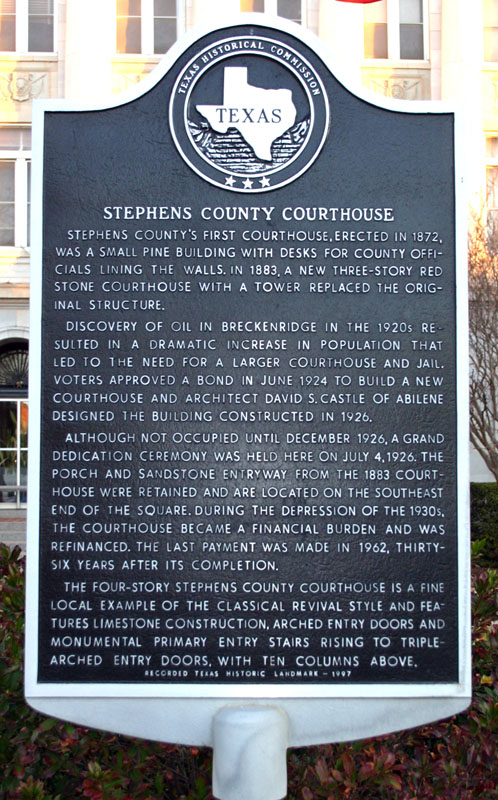 TEXAS HISTORICAL COMMISSION
TEXAS
STEPHENS COUNTY COURTHOUSE
STEPHENS COUNTY'S FIRST COURTHOUSE, ERECTED IN 1872,
WAS A SMALL PINE BUILDING WITH DESKS FOR COUNTY OFFI-
CIALS LINING THE WALLS. IN 1883, A NEW THREE-STORY RED
STONE COURTHOUSE WITH A TOWER REPLACED THE ORIG-
INAL STRUCTURE.
DISCOVERY OF OIL IN BRECKENRIDGE IN THE 1920s RE-
SULTED IN A DRAMATIC INCREASE IN POPULATION THAT
LED TO THE NEED FOR A LARGER COURTHOUSE AND JAIL.
VOTERS APPROVED A BOND IN JUNE 1924 TO BUILD A NEW
COURTHOUSE AND ARCHITECT DAVID S. CASTLE OF ABILENE
DESIGNED THE BUILDING CONSTRUCTED IN 1926.
ALTHOUGH NOT OCCUPIED UNTIL DECEMBER 1926, A GRAND
DEDICATION CEREMONY WAS HELD HERE ON JULY 4, 1926. THE
PORCH AND SANDSTONE ENTRYWAY FROM THE 1883 COURT-
HOUSE WERE RETAINED AND ARE LOCATED ON THE SOUTHEAST
END OF THE SQUARE. DURING THE DEPRESSION OF THE 1930s,
THE COURTHOUSE BECAME A FINANCIAL BURDEN AND WAS
REFINANCED. THE LAST PAYMENT WAS MADE IN 1962, THIRTY-
SIX YEARS AFTER ITS COMPLETION.
THE FOUR-STORY STEPHENS COUNTY COURTHOUSE IS A FINE
LOCAL EXAMPLE OF THE CLASSICAL REVIVAL STYLE AND FEA-
TURES LIMESTONE CONSTRUCTION, ARCHED ENTRY DOORS AND
MONUMENTAL PRIMARY ENTRY STAIRS RISING TO TRIPLE-
ARCHED ENTRY DOORS, WITH TEN COLUMNS ABOVE.
RECORDED TEXAS HISTORIC LANDMARK – 1997